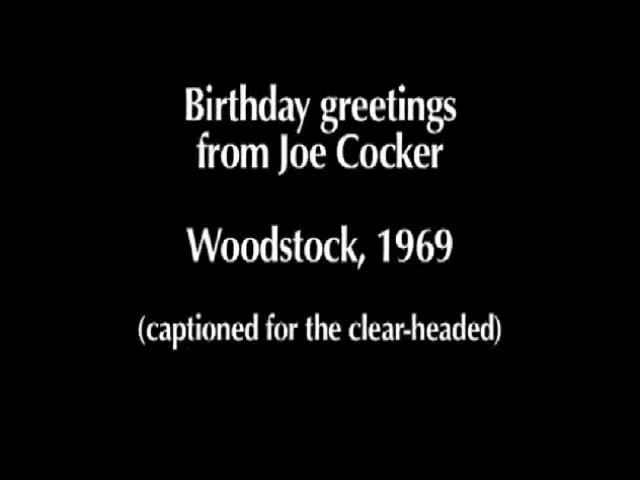 Birthday greetings
from Joe Cocker
Woodstock, 1969
(captioned for the clear-headed)